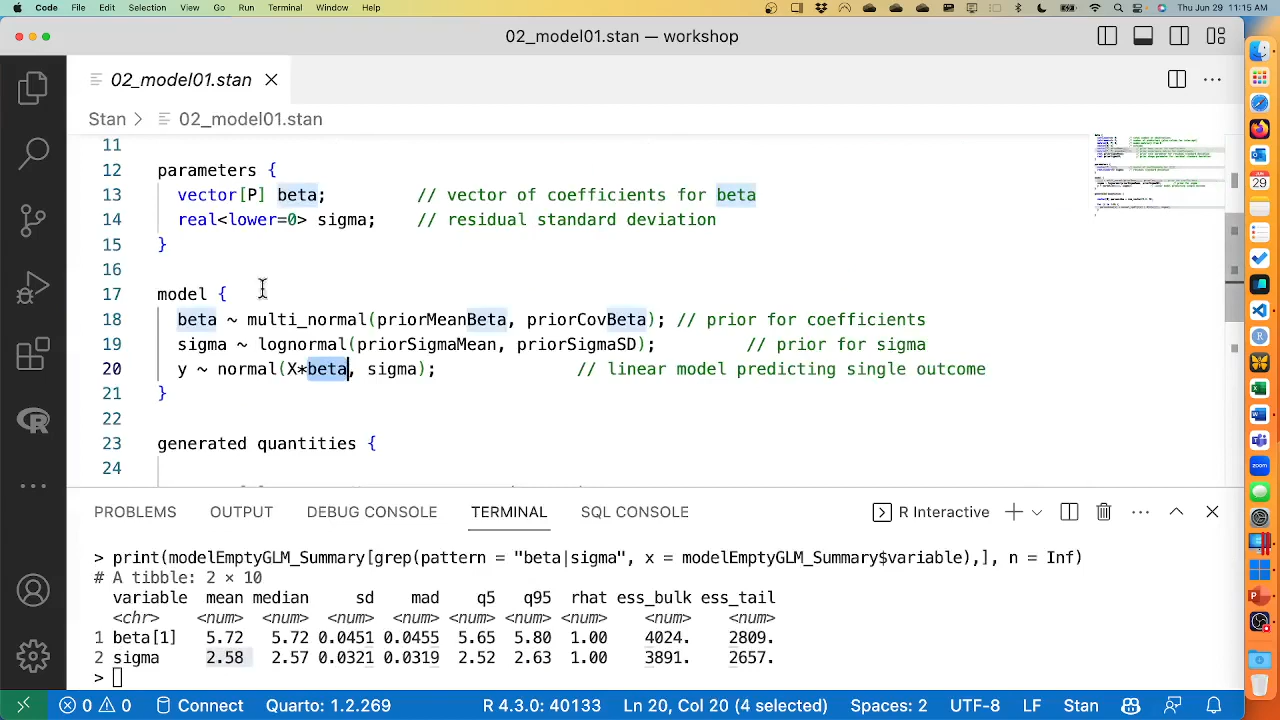 Code File Edit Selection View Go Run Terminal Window Help Thu Jun 29 11:15 AM
02_model01.stan — workshop
02_model01.stan
Stan > 02_model01.stan
11
12 parameters {
13 vector[P] beta; // vector of coefficients for beta
14 real<lower=0> sigma; // residual standard deviation
15 }
16
17 model {
18 beta ~ multi_normal(priorMeanBeta, priorCovBeta); // prior for coefficients
19 sigma ~ lognormal(priorSigmaMean, priorSigmaSD); // prior for sigma
20 y ~ normal(X*beta, sigma); // linear model predicting single outcome
21 }
22
23 generated quantities {
24
PROBLEMS OUTPUT DEBUG CONSOLE TERMINAL SQL CONSOLE R Interactive
> print(modelEmptyGLM_Summary[grep(pattern = "beta|sigma", x = modelEmptyGLM_Summary$variable),], n = Inf)
# A tibble: 2 × 10
variable mean median sd mad q5 q95 rhat ess_bulk ess_tail
<chr> <num> <num> <num> <num> <num> <num> <num> <num> <num>
1 beta[1] 5.72 5.72 0.0451 0.0455 5.65 5.80 1.00 4024. 2809.
2 sigma 2.58 2.57 0.0321 0.0319 2.52 2.63 1.00 3891. 2657.
>
0 0 Connect Quarto: 1.2.269 R 4.3.0: 40133 Ln 20, Col 20 (4 selected) Spaces: 2 UTF-8 LF Stan